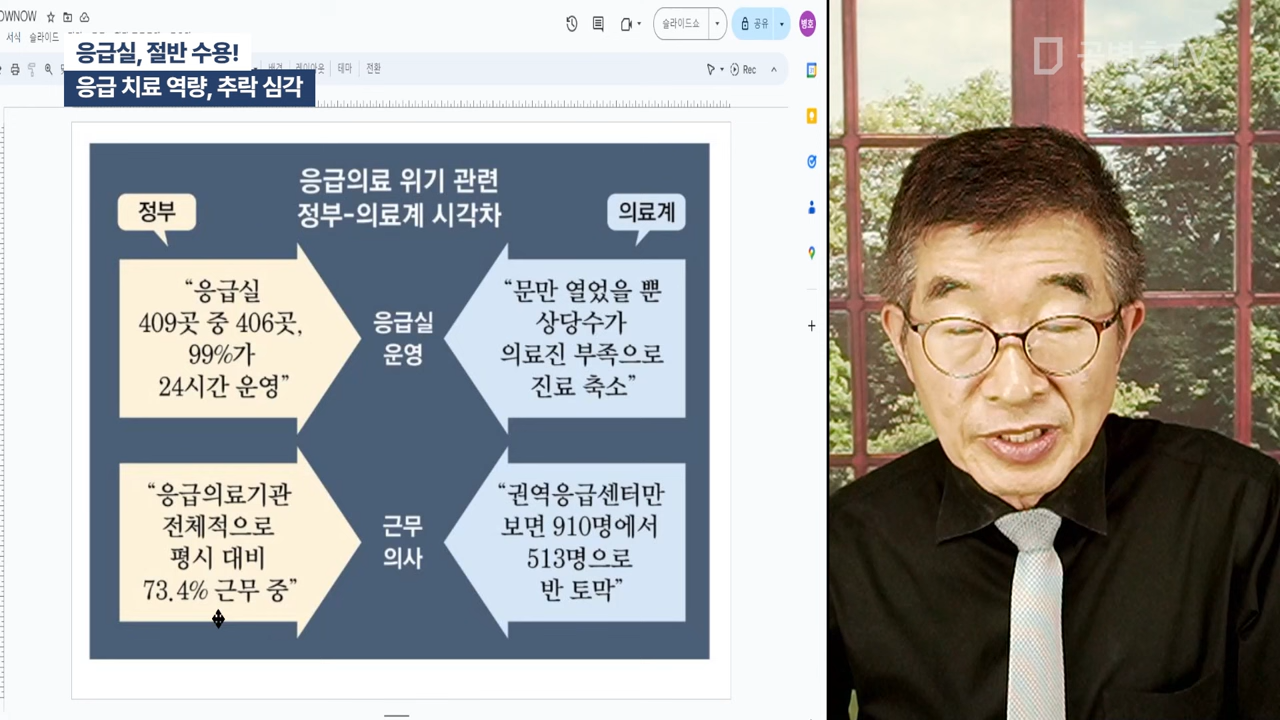 OWNOW
서식
슬라이드
슬라이드쇼
공유
병호
응급실, 절반 수용!
응급 치료 역량, 추락 심각
테마
전환
Rec
응급의료 위기 관련
정부-의료계 시각차
정부
의료계
“응급실
409곳 중 406곳,
99%가
24시간 운영”
응급실
운영
“문만 열었을 뿐
상당수가
의료진 부족으로
진료 축소”
“응급의료기관
전체적으로
평시 대비
73.4% 근무 중”
근무
의사
“권역응급센터만
보면 910명에서
513명으로
반 토막”